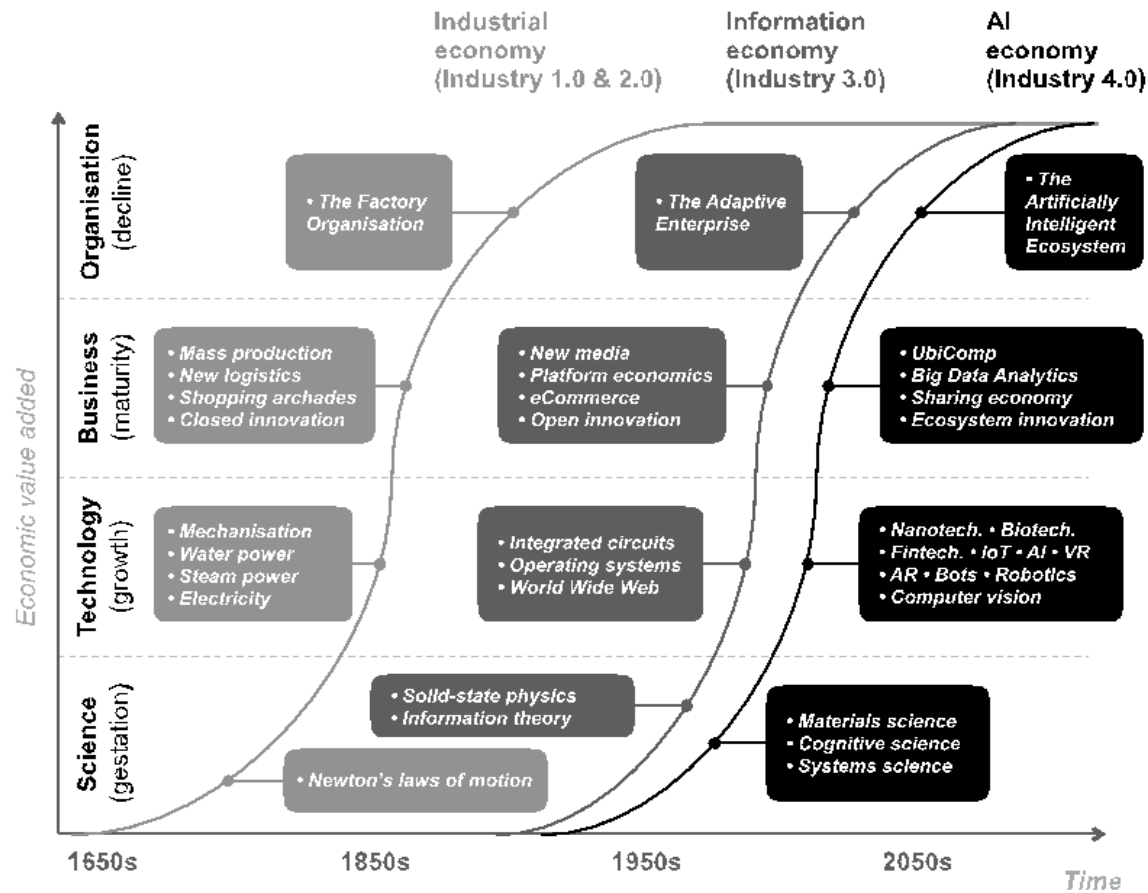 Industrial
economy
(Industry 1.0 & 2.0)
Information
economy
(Industry 3.0)
AI
economy
(Industry 4.0)
Economic value added
Organisation
(decline)
• The Factory
Organisation
• The Adaptive
Enterprise
• The
Artificially
Intelligent
Ecosystem
Business
(maturity)
• Mass production
• New logistics
• Shopping archades
• Closed innovation
• New media
• Platform economics
• eCommerce
• Open innovation
• UbiComp
• Big Data Analytics
• Sharing economy
• Ecosystem innovation
Technology
(growth)
• Mechanisation
• Water power
• Steam power
• Electricity
• Integrated circuits
• Operating systems
• World Wide Web
• Nanotech. • Biotech.
• Fintech. • IoT • AI • VR
• AR • Bots • Robotics
• Computer vision
Science
(gestation)
• Solid-state physics
• Information theory
• Newton's laws of motion
• Materials science
• Cognitive science
• Systems science
1650s
1850s
1950s
2050s
Time